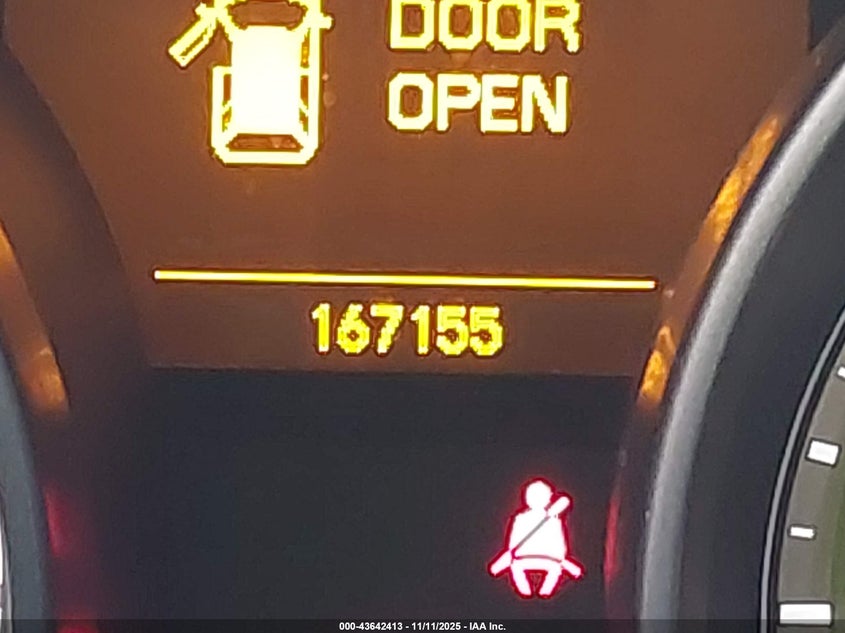 DOOR
OPEN
167155
000-43642413 - 11/11/2025 - IAA Inc.